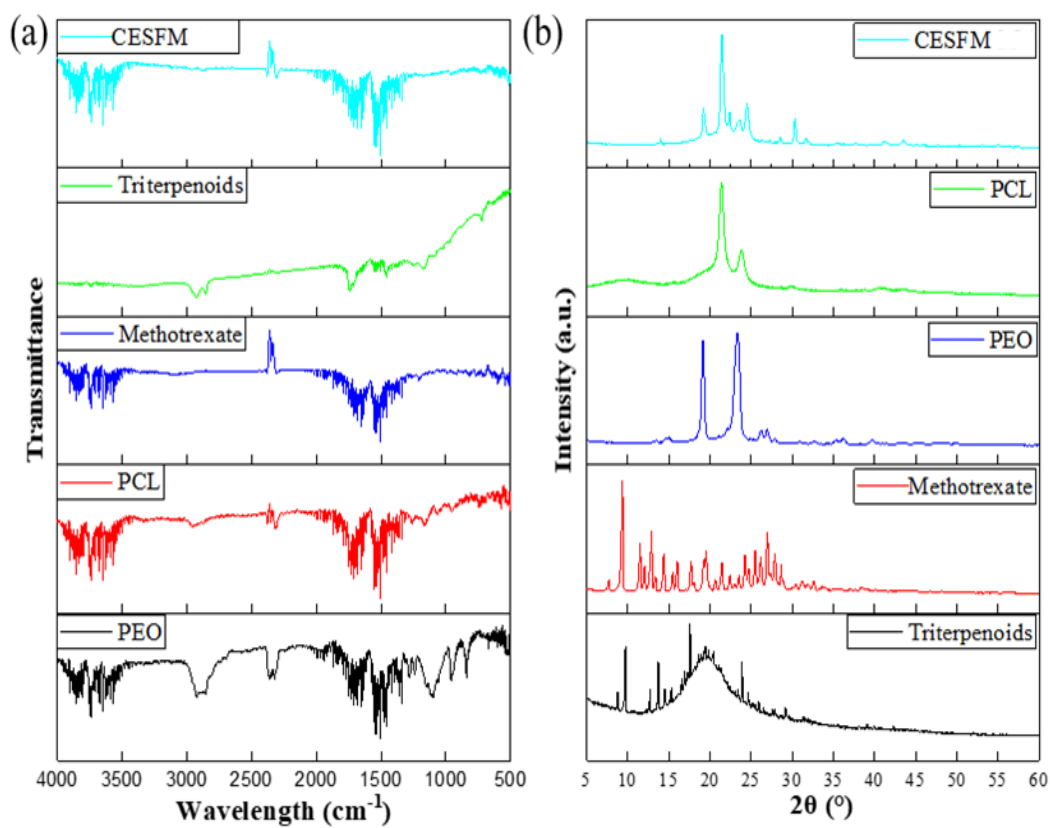 (a)
CESFM
Triterpenoids
Methotrexate
PCL
PEO
Transmittance
4000 3500 3000 2500 2000 1500 1000 500
Wavelength (cm-1)
(b)
CESFM
PCL
PEO
Methotrexate
Triterpenoids
Intensity (a.u.)
5 10 15 20 25 30 35 40 45 50 55 60
2θ (°)